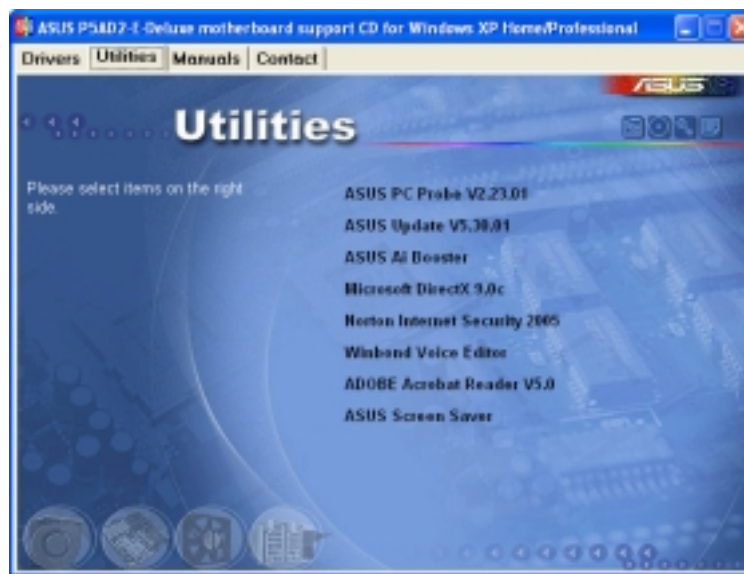 ASUS P5AD2-E-Deluxe motherboard support CD for Windows XP Home/Professional
Drivers Utilities Manuals Contact
ASUS
Utilities
Please select items on the right
side.
ASUS PC Probe V2.23.01
ASUS Update V5.30.01
ASUS Ai Booster
Microsoft DirectX 9.0c
Norton Internet Security 2005
Winbond Voice Editor
ADOBE Acrobat Reader V5.0
ASUS Screen Saver